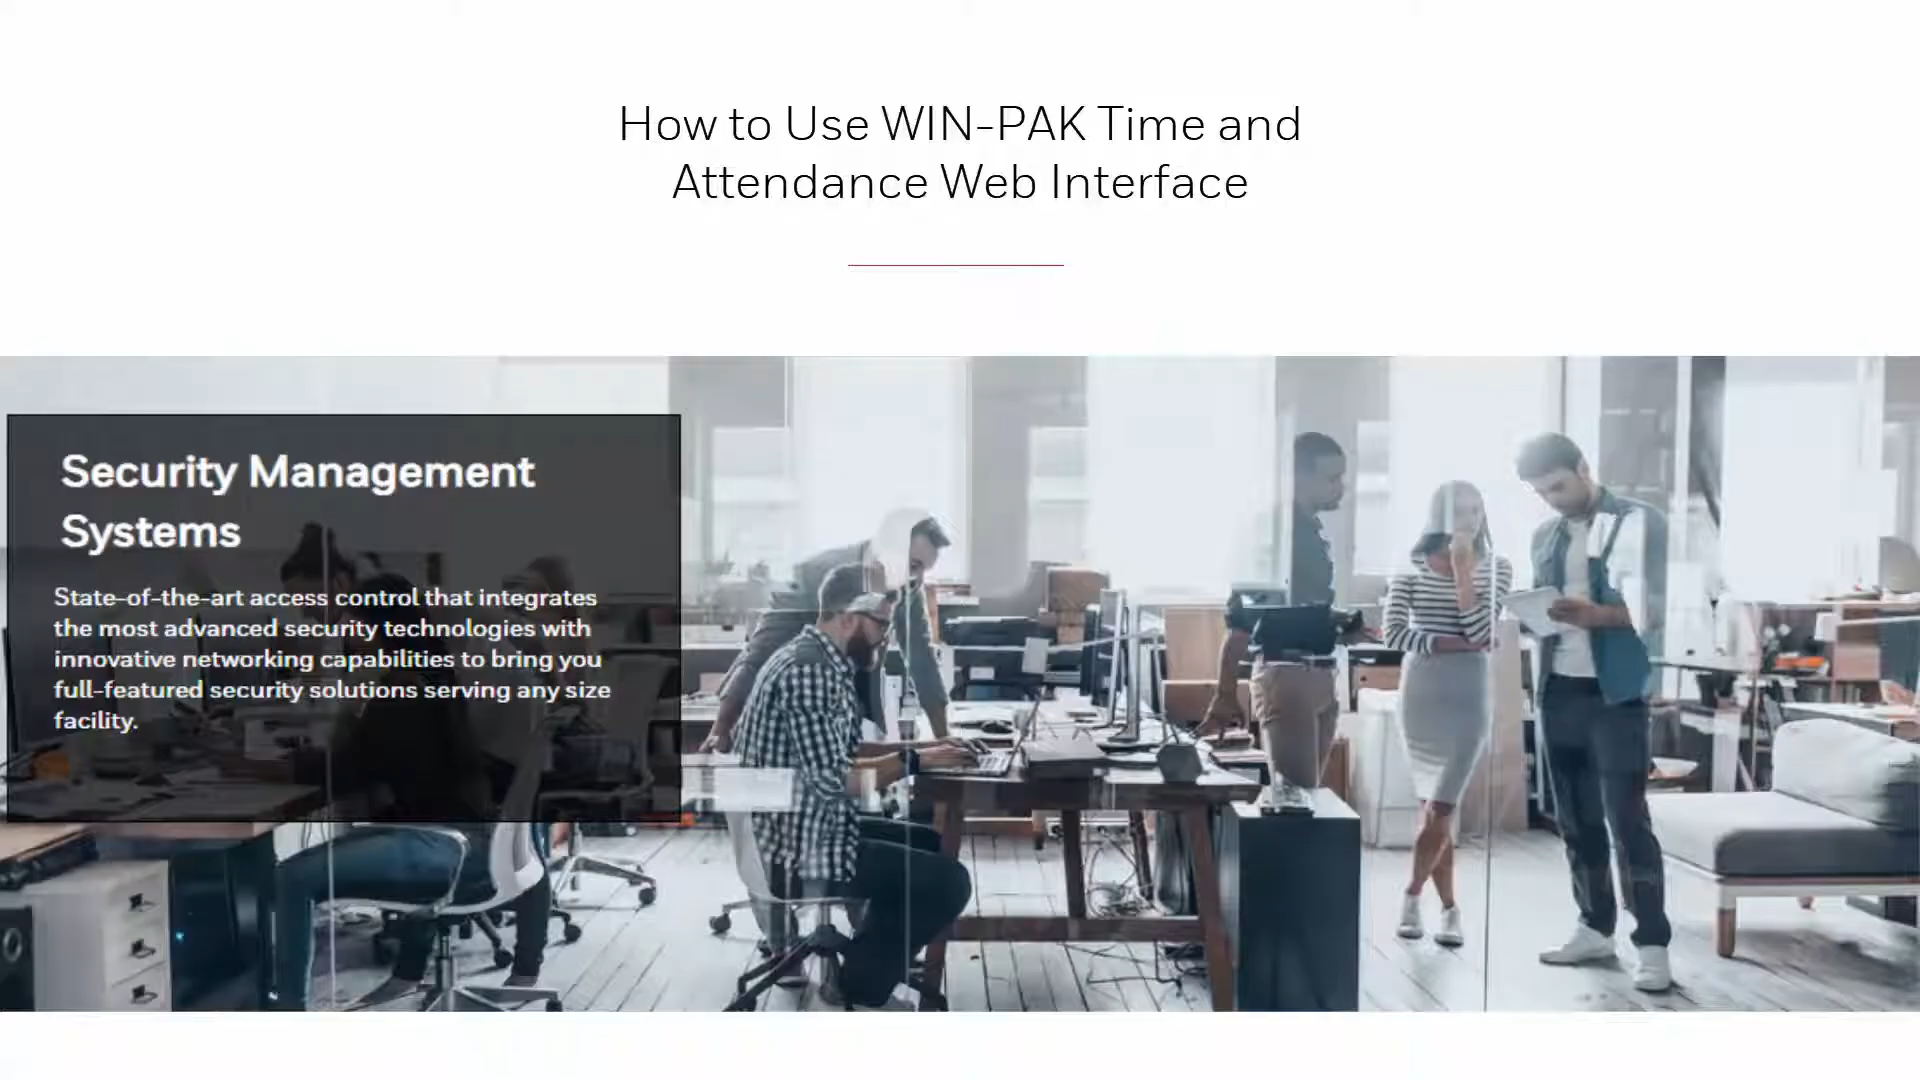 How to Use WIN-PAK Time and
Attendance Web Interface
Security Management
Systems
State-of-the-art access control that integrates
the most advanced security technologies with
innovative networking capabilities to bring you
full-featured security solutions serving any size
facility.